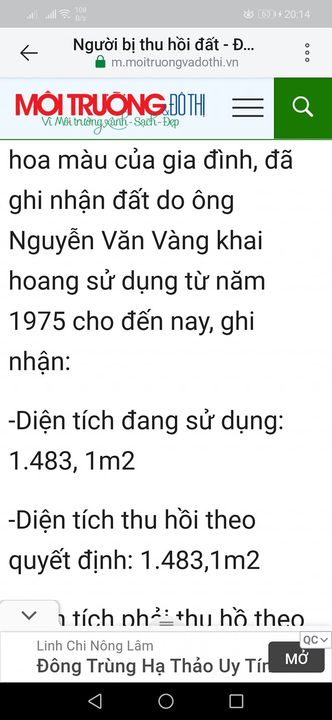 20:14
Người bị thu hồi đất - Đ...
m.moitruongvadothi.vn
MÔI TRƯỜNG &ĐÔ THỊ
Vì Môi trường Xanh - Sạch - Đẹp
hoa màu của gia đình, đã
ghi nhận đất do ông
Nguyễn Văn Vàng khai
hoang sử dụng từ năm
1975 cho đến nay, ghi
nhận:
-Diện tích đang sử dụng:
1.483, 1m2
-Diện tích thu hồi theo
quyết định: 1.483,1m2
tích phải thu hồ theo
QC
Linh Chi Nông Lâm
Đông Trùng Hạ Thảo Uy Tín
MỞ